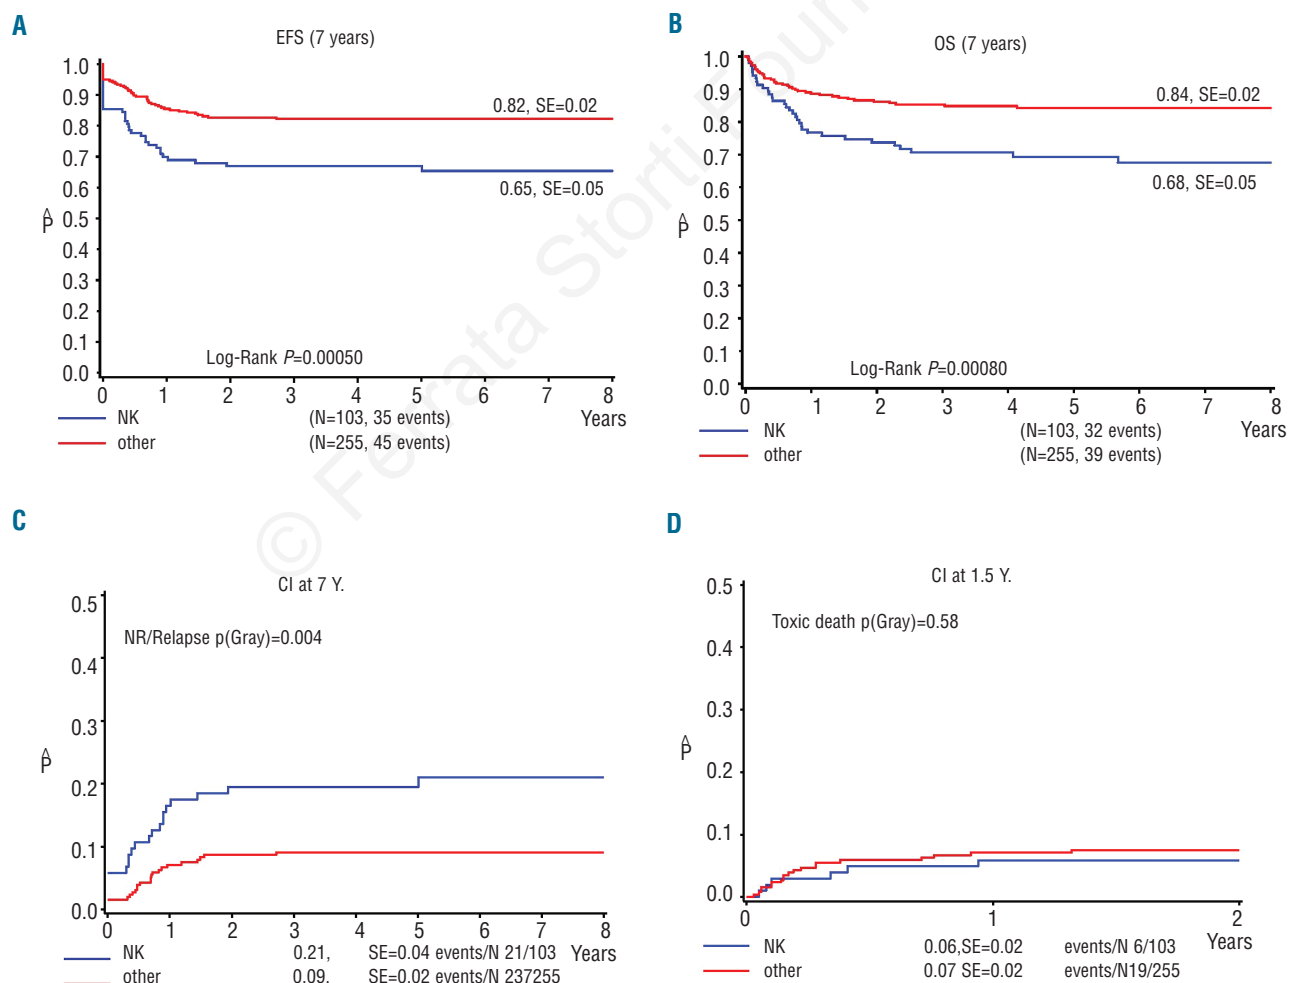 A
EFS (7 years)
1.0
0.9
0.8
0.7
0.6
0.5
0.4
0.3
0.2
0.1
0.0
P̂
0.82, SE=0.02
0.65, SE=0.05
Log-Rank P=0.00050
0 1 2 3 4 5 6 7 8
Years
NK (N=103, 35 events)
other (N=255, 45 events)
B
OS (7 years)
1.0
0.9
0.8
0.7
0.6
0.5
0.4
0.3
0.2
0.1
0.0
P̂
0.84, SE=0.02
0.68, SE=0.05
Log-Rank P=0.00080
0 1 2 3 4 5 6 7 8
NK (N=103, 32 events) Years
other (N=255, 39 events)
C
CI at 7 Y.
0.5
0.4
0.3
0.2
0.1
0.0
P̂
NR/Relapse p(Gray)=0.004
0 1 2 3 4 5 6 7 8
NK 0.21, SE=0.04 events/N 21/103 Years
other 0.09, SE=0.02 events/N 237255
D
CI at 1.5 Y.
0.5
0.4
0.3
0.2
0.1
0.0
P̂
Toxic death p(Gray)=0.58
0 1 2
NK 0.06,SE=0.02 events/N 6/103 Years
other 0.07 SE=0.02 events/N19/255
© Ferrata Storti Foun